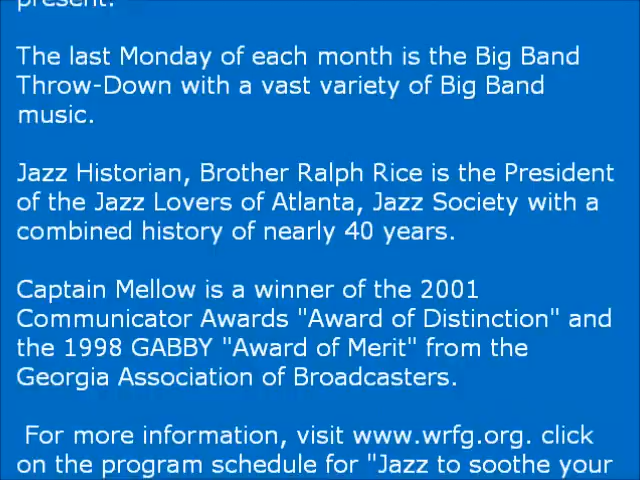 present.
The last Monday of each month is the Big Band
Throw-Down with a vast variety of Big Band
music.
Jazz Historian, Brother Ralph Rice is the President
of the Jazz Lovers of Atlanta, Jazz Society with a
combined history of nearly 40 years.
Captain Mellow is a winner of the 2001
Communicator Awards "Award of Distinction" and
the 1998 GABBY "Award of Merit" from the
Georgia Association of Broadcasters.
For more information, visit www.wrfg.org. click
on the program schedule for "Jazz to soothe your